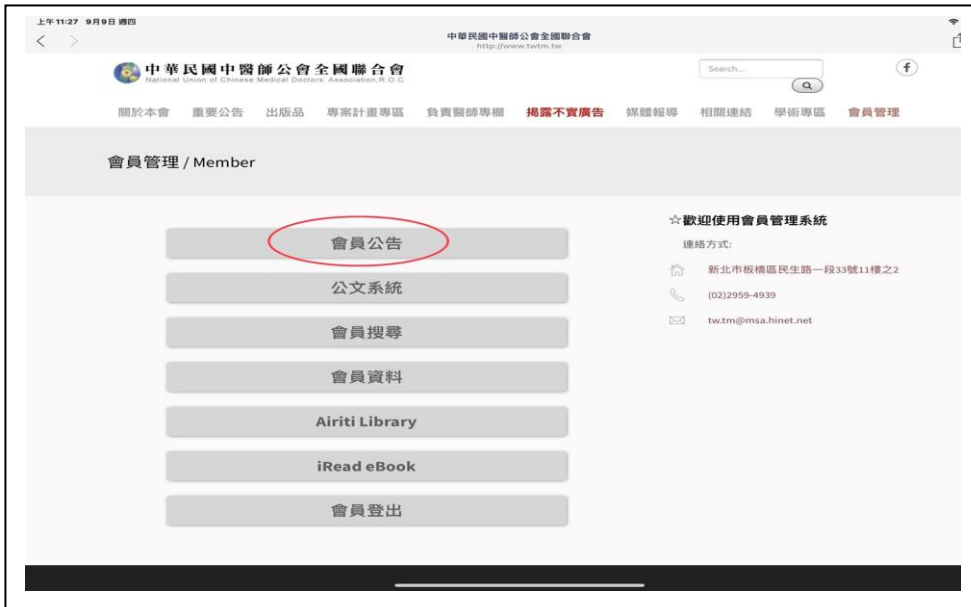 上午11:27 9月9日 週四
中華民國中醫師公會全國聯合會
http://www.twtm.tw
中華民國中醫師公會全國聯合會
National Union of Chinese Medical Doctors' Association, R.O.C
Search...
關於本會 重要公告 出版品 專案計畫專區 負責醫師專欄 揭露不實廣告 媒體報導 相關連結 學術專區 會員管理
會員管理 / Member
會員公告
公文系統
會員搜尋
會員資料
Airiti Library
iRead eBook
會員登出
☆歡迎使用會員管理系統
連絡方式:
新北市板橋區民生路一段33號11樓之2
(02)2959-4939
tw.tm@msa.hinet.net